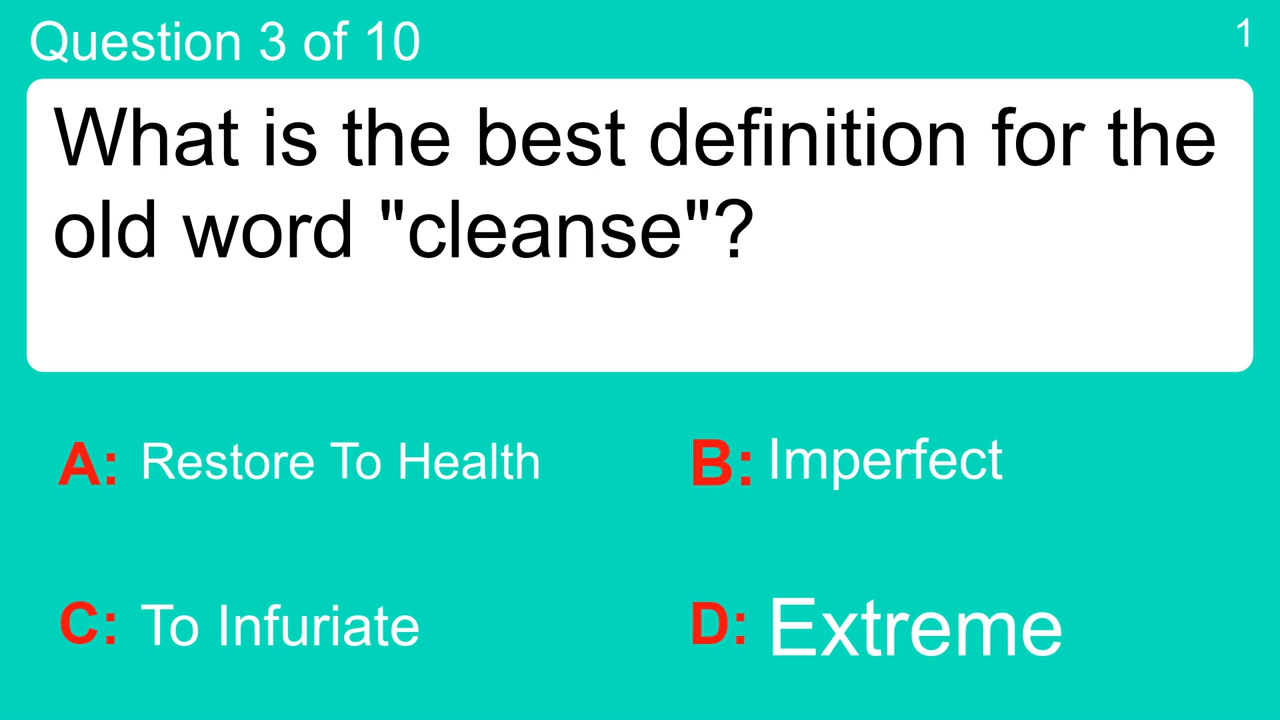 Question 3 of 10
1
What is the best definition for the
old word "cleanse"?
A: Restore To Health
B: Imperfect
C: To Infuriate
D: Extreme